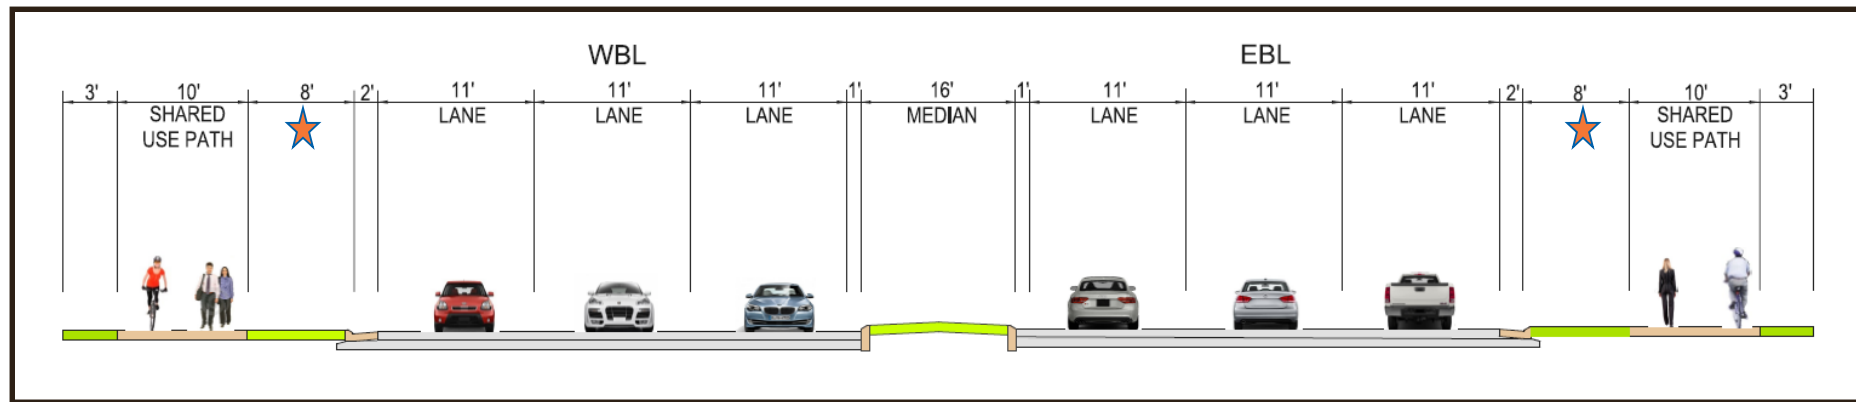 WBL EBL
3' 10' 8' 2' 11' 11' 11' 1' 16' 1' 11' 11' 11' 2' 8' 10' 3'
SHARED LANE LANE LANE MEDIAN LANE LANE LANE SHARED
USE PATH USE PATH